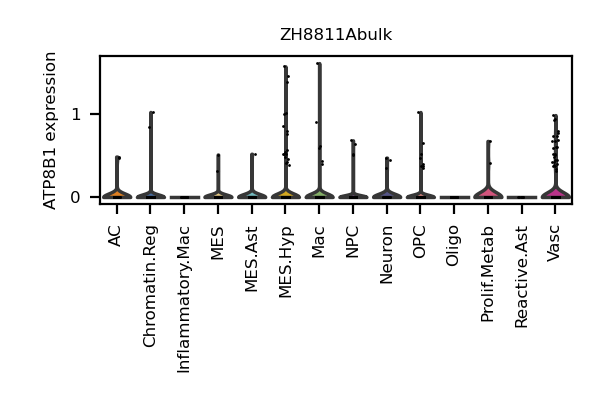 ZH8811Abulk
ATP8B1 expression
1
0
AC
Chromatin.Reg
Inflammatory.Mac
MES
MES.Ast
MES.Hyp
Mac
NPC
Neuron
OPC
Oligo
Prolif.Metab
Reactive.Ast
Vasc